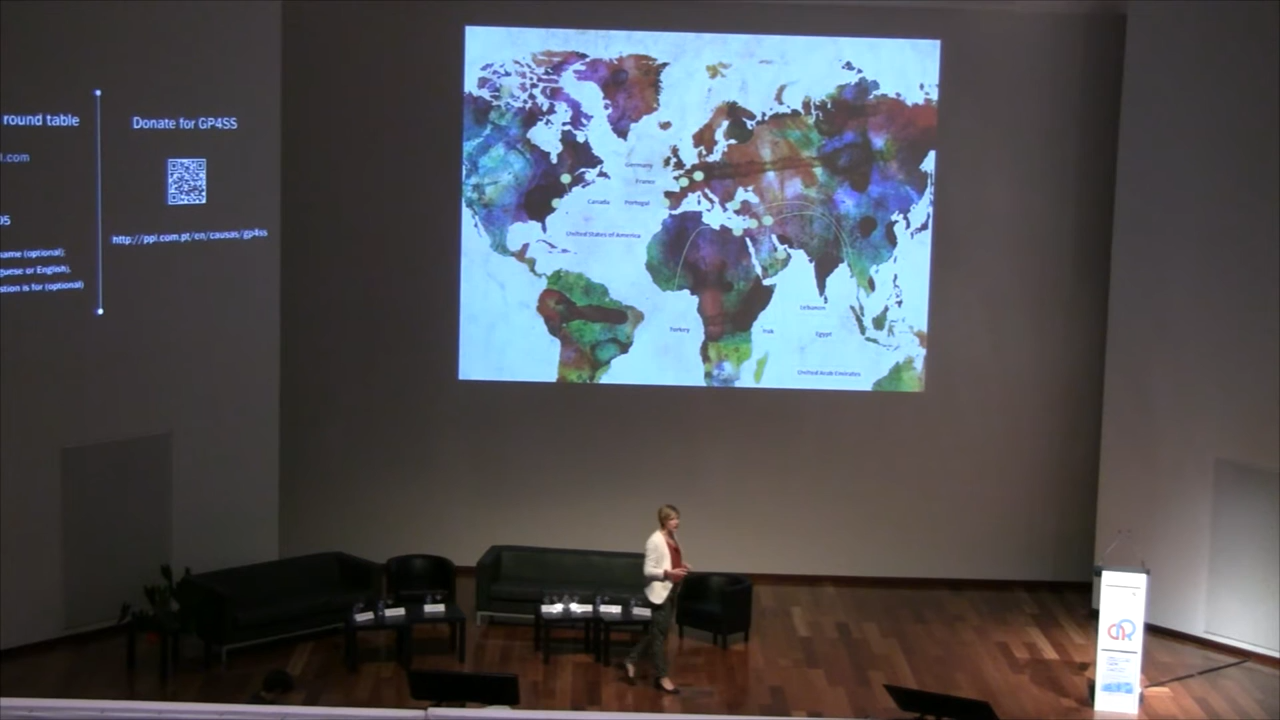 round table
l.com
05
ame (optional):
guese or English),
stion is for (optional)
Donate for GP4SS
http://ppl.com.pt/en/causas/gp4ss
Germany
France
Canada
Portugal
United States of America
Lebanon
Turkey
Irak
Egypt
United Arab Emirates